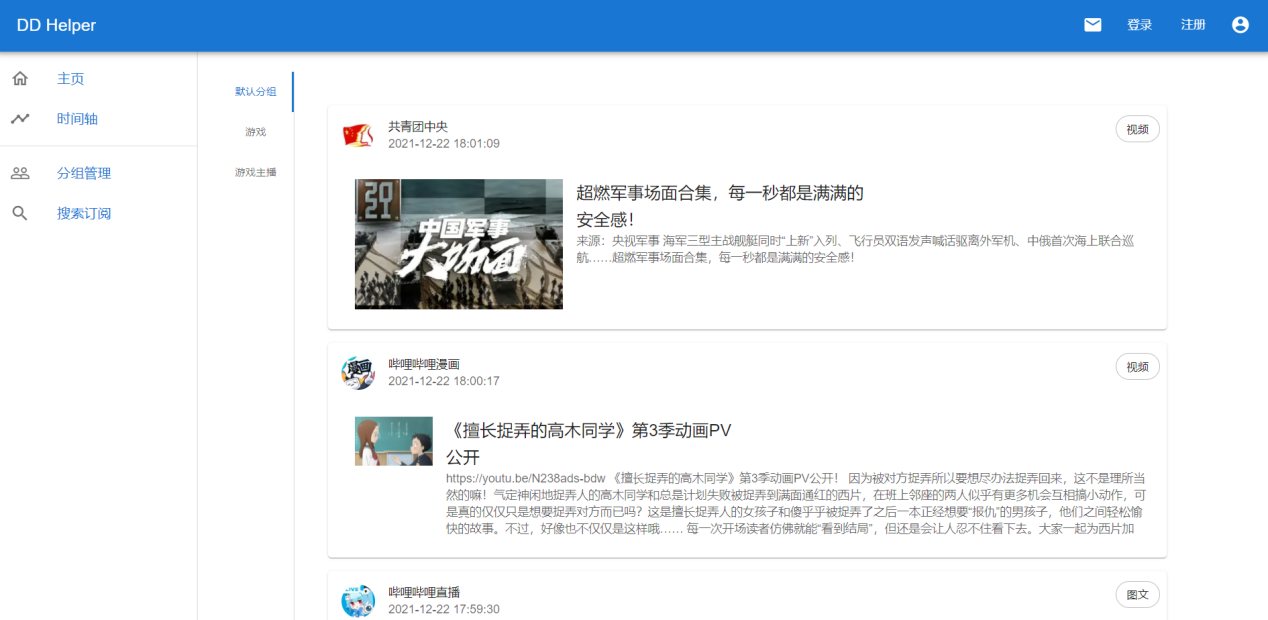 DD Helper
登录
注册
主页
时间轴
分组管理
搜索订阅
默认分组
游戏
游戏主播
共青团中央
2021-12-22 18:01:09
视频
2021
中国军事
大场面
超燃军事场面合集，每一秒都是满满的
安全感！
来源：央视军事 海军三型主战舰艇同时“上新”入列、飞行员双语发声喊话驱离外军机、中俄首次海上联合巡
航……超燃军事场面合集，每一秒都是满满的安全感！
哔哩哔哩漫画
2021-12-22 18:00:17
视频
漫画
《擅长捉弄的高木同学》第3季动画PV
公开
https://youtu.be/N238ads-bdw 《擅长捉弄的高木同学》第3季动画PV公开！ 因为被对方捉弄所以要想尽办法捉弄回来，这不是理所当
然的嘛！气定神闲地捉弄人的高木同学和总是计划失败被捉弄到满面通红的西片，在班上邻座的两人似乎有更多机会互相搞小动作，可
是真的仅仅只是想要捉弄对方而已吗？这是擅长捉弄人的女孩子和傻乎乎被捉弄了之后一本正经想要“报仇”的男孩子，他们之间轻松愉
快的故事。不过，好像也不仅仅是这样哦…… 每一次开场读者仿佛就能“看到结局”，但还是会让人忍不住看下去。大家一起为西片加
哔哩哔哩直播
2021-12-22 17:59:30
图文